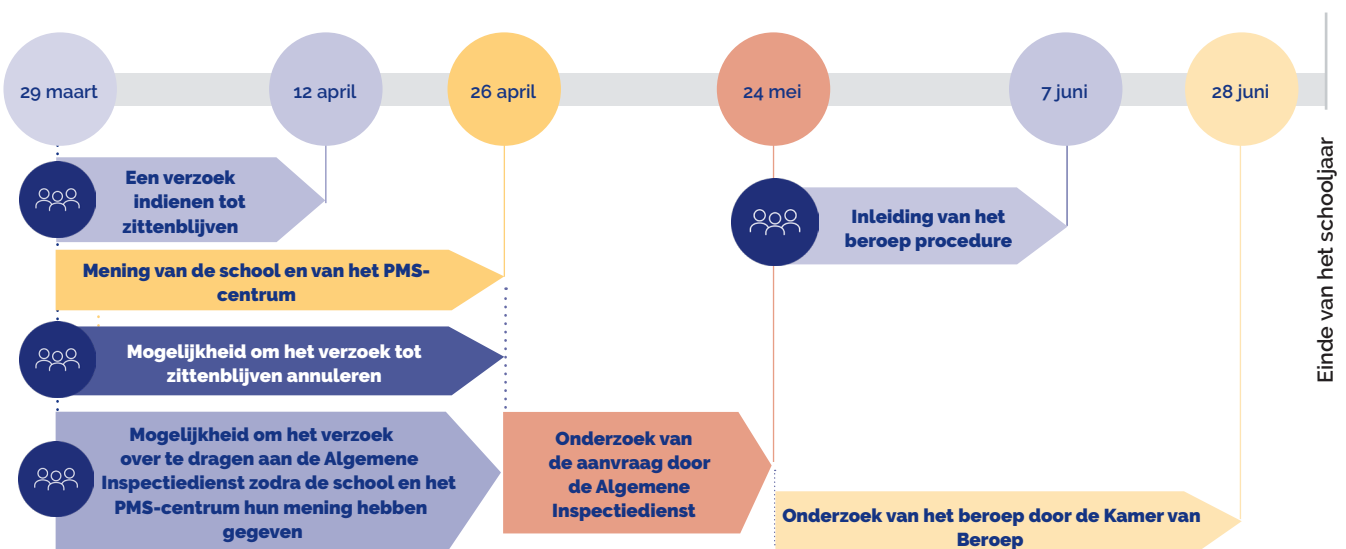 29 maart
12 april
26 april
24 mei
7 juni
28 juni
Einde van het schooljaar
Een verzoek
indienen tot
zittenblijven
Inleiding van het
beroep procedure
Mening van de school en van het PMS-
centrum
Mogelijkheid om het verzoek tot
zittenblijven annuleren
Mogelijkheid om het verzoek
over te dragen aan de Algemene
Inspectiedienst zodra de school en het
PMS-centrum hun mening hebben
gegeven
Onderzoek van
de aanvraag door
de Algemene
Inspectiedienst
Onderzoek van het beroep door de Kamer van
Beroep